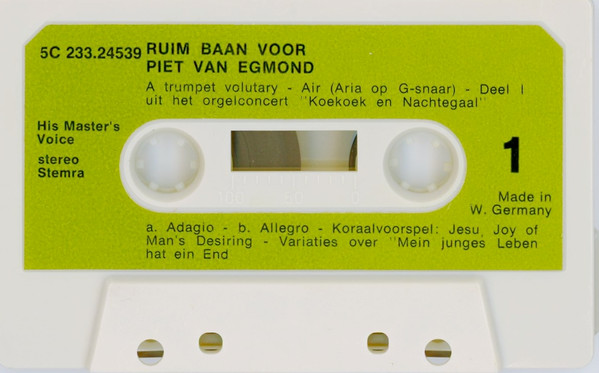 5C 233.24539
RUIM BAAN VOOR
PIET VAN EGMOND
A trumpet volutary - Air (Aria op G-snaar) - Deel I
uit het orgelconcert "Koekoek en Nachtegaal"
His Master's
Voice
stereo
Stemra
1
Made in
W. Germany
a. Adagio - b. Allegro - Koraalvoorspel: Jesu, Joy of
Man's Desiring - Variaties over "Mein junges Leben
hat ein End